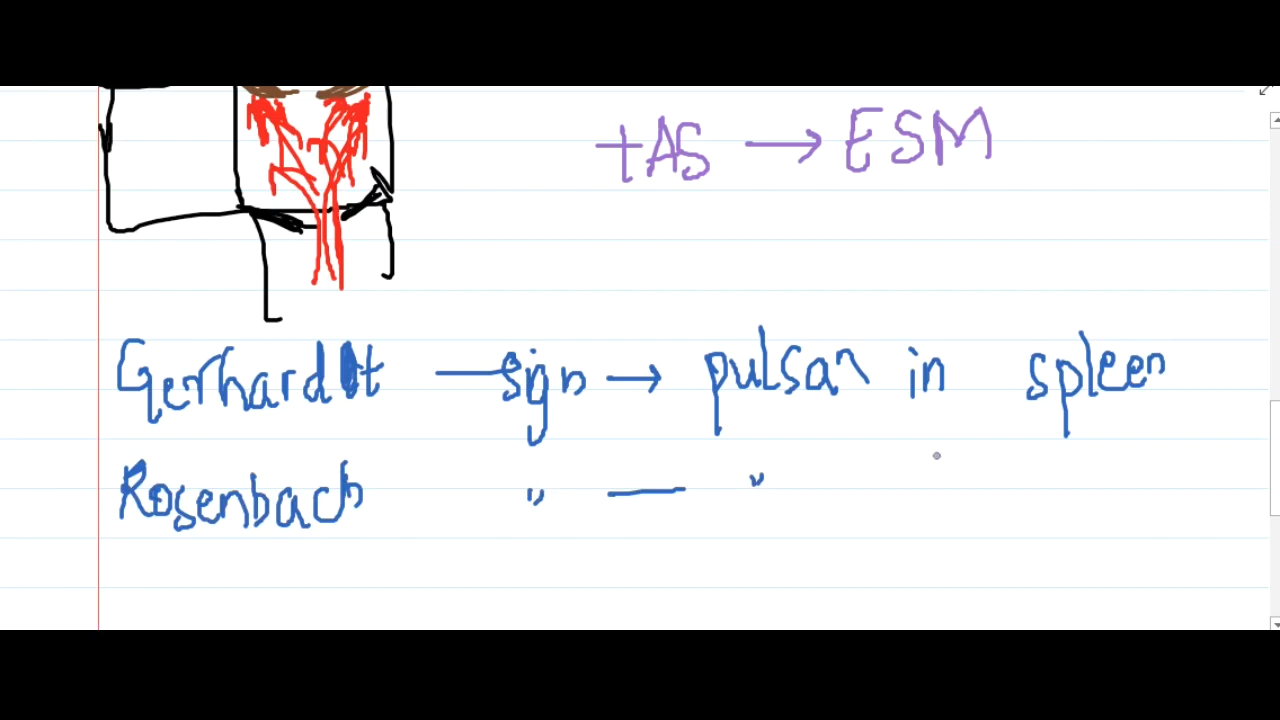 +AS → ESM
Gerhardt — sign → pulsan in spleen
Rosenbach " — "